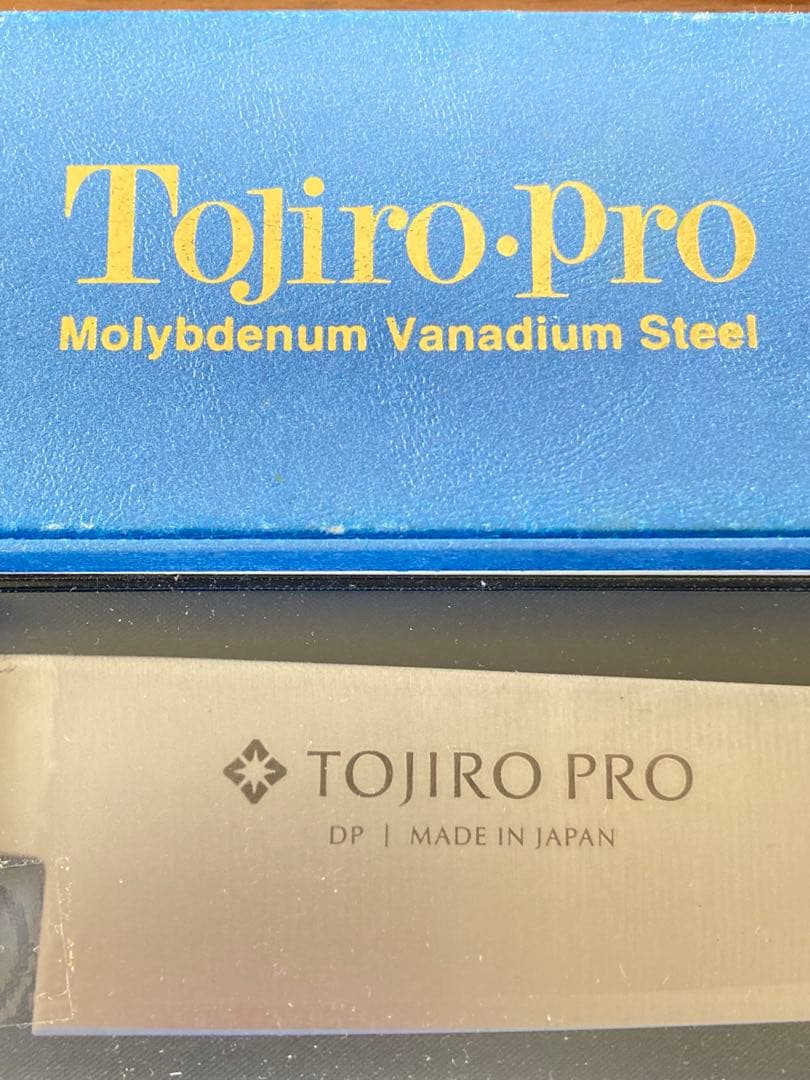 Tojiro·pro
Molybdenum Vanadium Steel
TOJIRO PRO
DP | MADE IN JAPAN